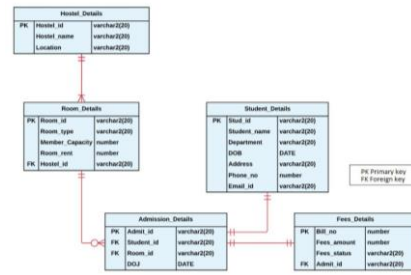 Hostel_Details
PK Hostel_id varchar2(20)
Hostel_name varchar2(20)
Location varchar2(20)
Room_Details
PK Room_id varchar2(20)
Room_type varchar2(20)
Member_Capacity number
Room_rent number
FK Hostel_id varchar2(20)
Student_Details
PK Stud_id varchar2(20)
Student_name varchar2(20)
Department varchar2(20)
DOB DATE
Address varchar2(20)
Phone_no number
Email_id varchar2(20)
PK Primary key
FK Foreign key
Admission_Details
PK Admit_id varchar2(20)
FK Student_id varchar2(20)
FK Room_id varchar2(20)
DOJ DATE
Fees_Details
PK Bill_no number
Fees_amount number
Fees_status varchar2(20)
FK Admit_id varchar2(20)